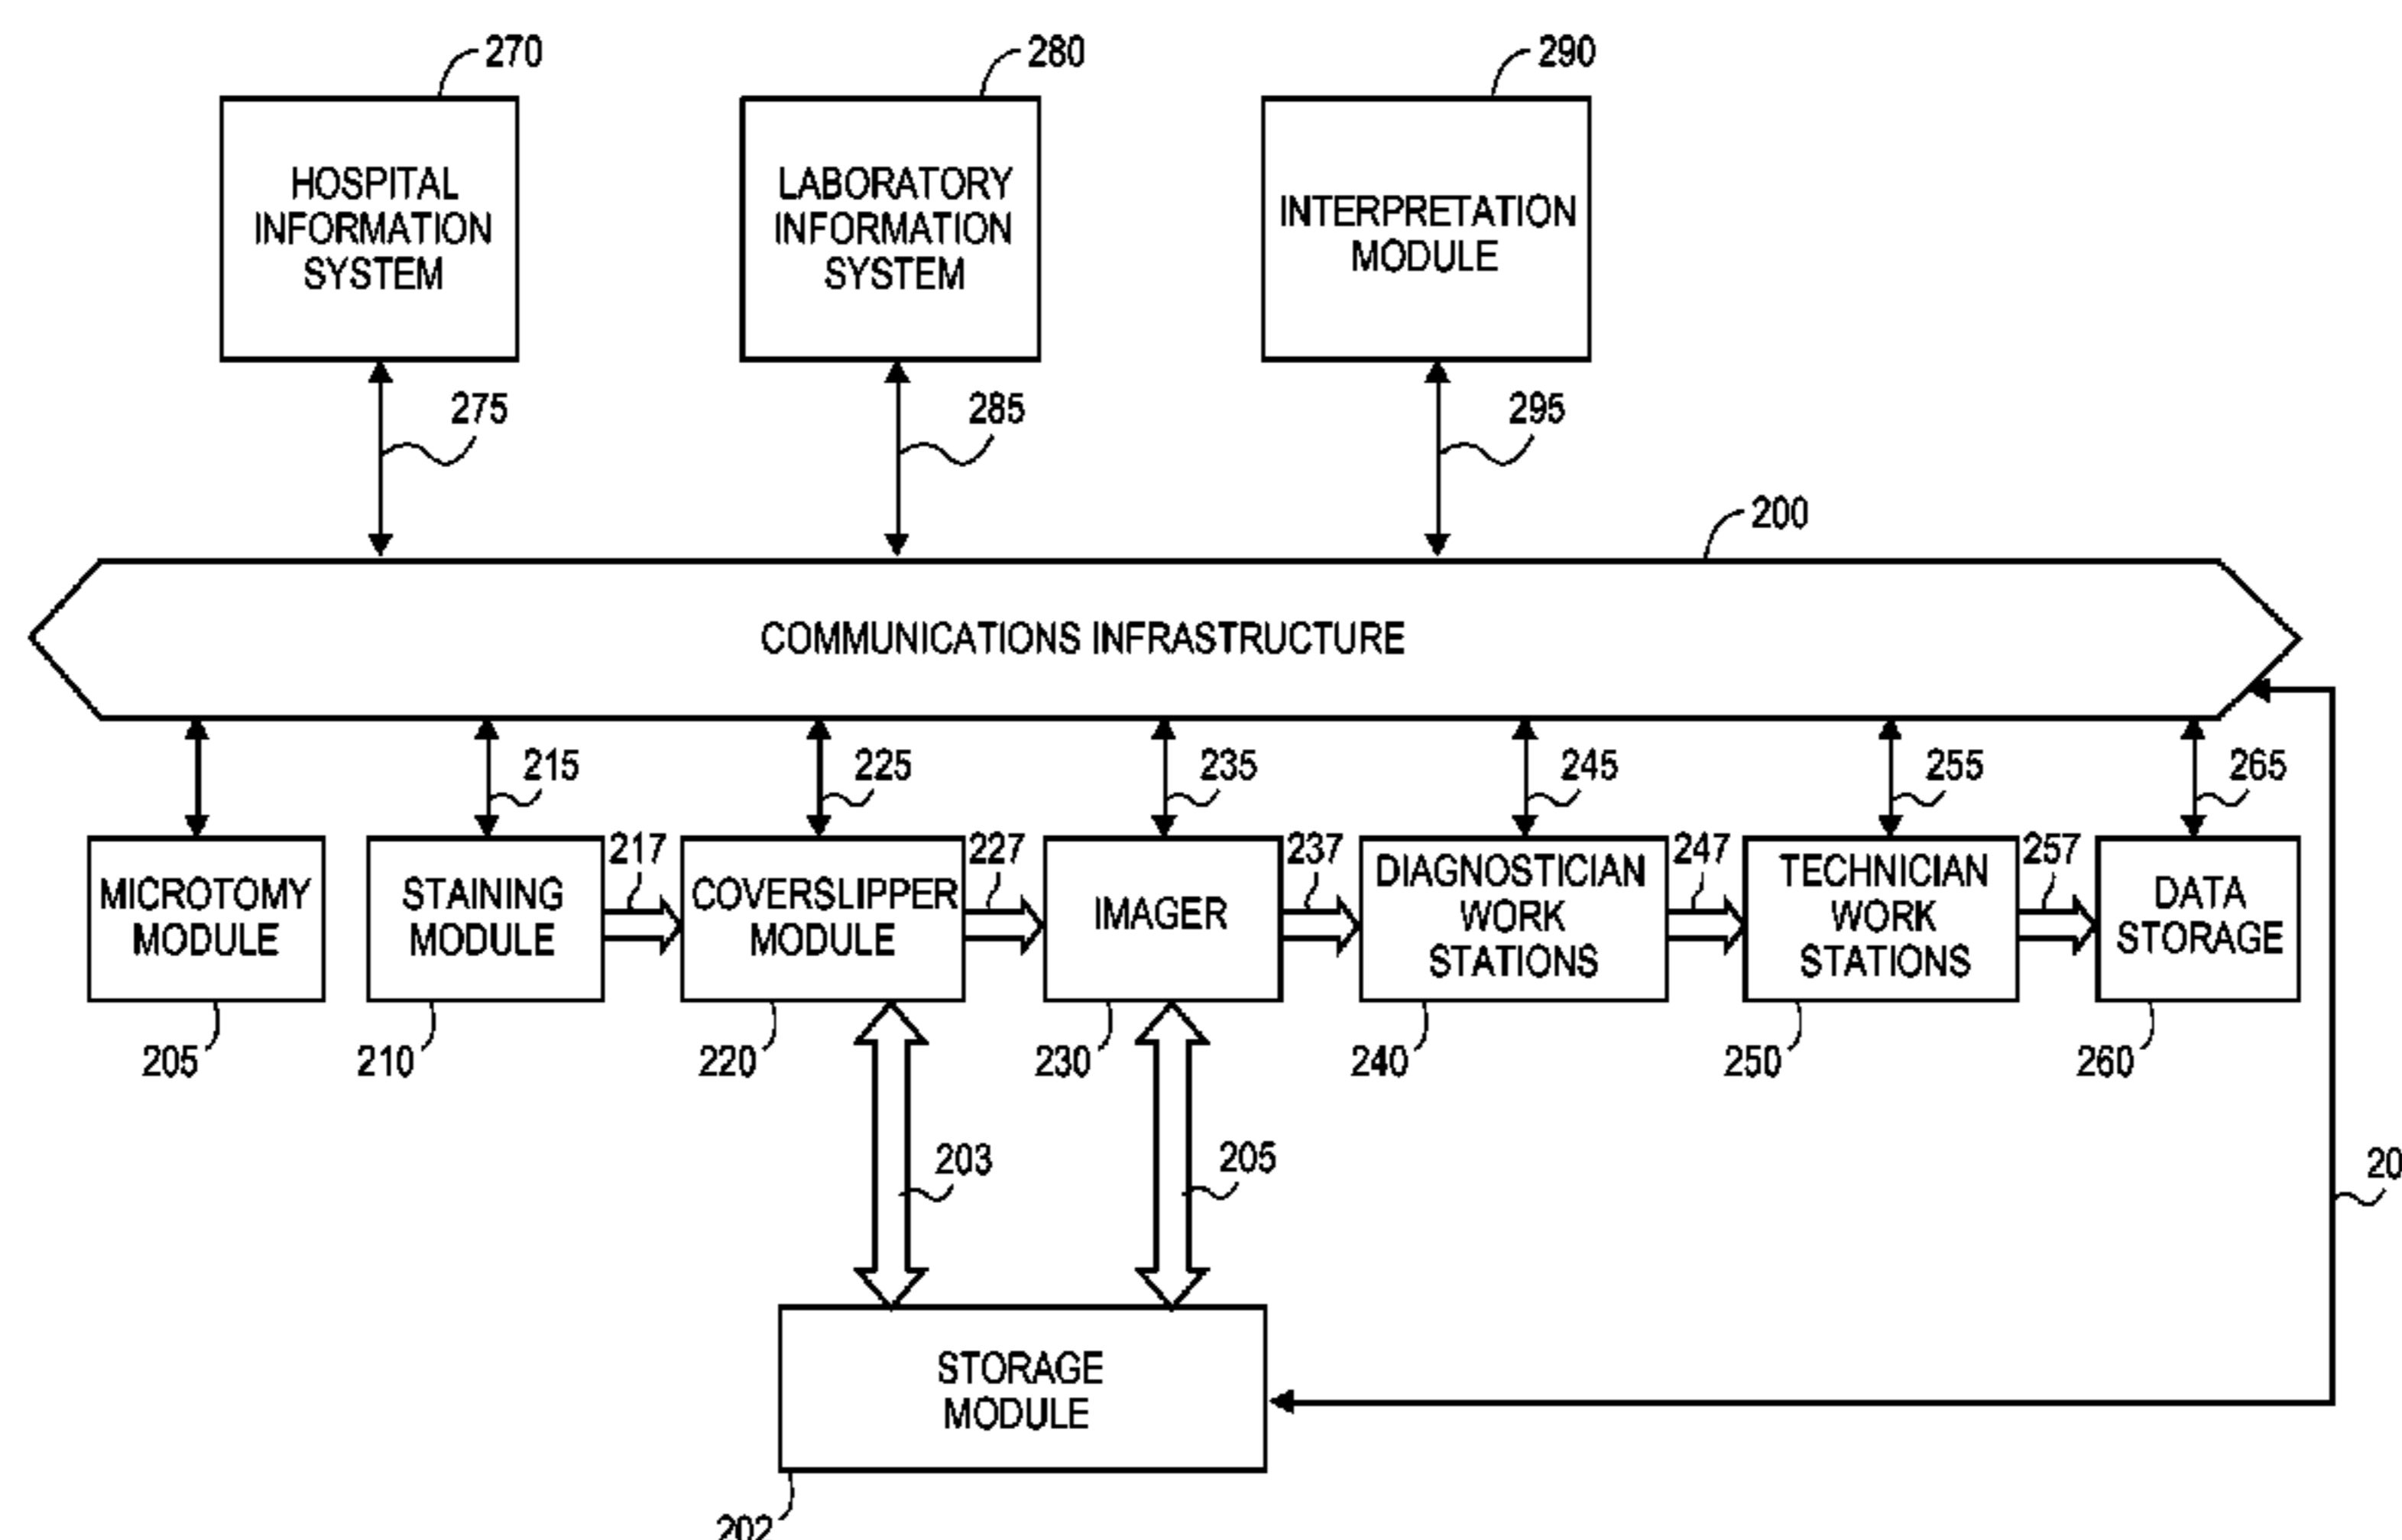 270
280
290
HOSPITAL
INFORMATION
SYSTEM
LABORATORY
INFORMATION
SYSTEM
INTERPRETATION
MODULE
275
285
295
200
COMMUNICATIONS INFRASTRUCTURE
215
225
235
245
255
265
217
227
237
247
257
MICROTOMY
MODULE
STAINING
MODULE
COVERSLIPPER
MODULE
IMAGER
DIAGNOSTICIAN
WORK
STATIONS
TECHNICIAN
WORK
STATIONS
DATA
STORAGE
205
210
220
230
240
250
260
203
205
20
STORAGE
MODULE
202